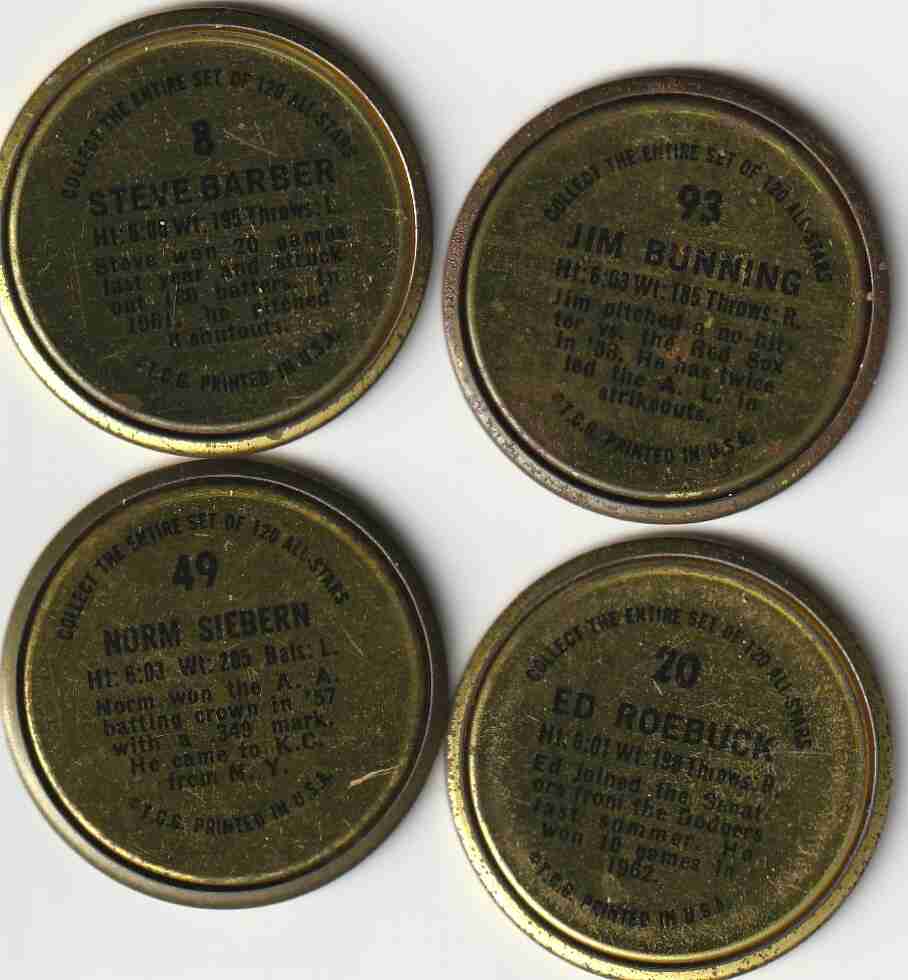 COLLECT THE ENTIRE SET OF 120 ALL-STARS
8
STEVE BARBER
Ht: 6:00 Wt: 195 Throws: L.
Steve won 20 games
last year and struck
out 180 batters. In
1961, he pitched
8 shutouts.
©T.C.G. PRINTED IN U.S.A.
COLLECT THE ENTIRE SET OF 120 ALL-STARS
93
JIM BUNNING
Ht: 6:03 Wt: 185 Throws: R.
Jim pitched a no-hit-
ter vs. the Red Sox
in '58. He has twice
led the A. L. in
strikeouts.
©T.C.G. PRINTED IN U.S.A.
COLLECT THE ENTIRE SET OF 120 ALL-STARS
49
NORM SIEBERN
Ht: 6:03 Wt: 205 Bats: L.
Norm won the A. A.
batting crown in '57
with a .349 mark.
He came to K.C.
from N. Y.
©T.C.G. PRINTED IN U.S.A.
COLLECT THE ENTIRE SET OF 120 ALL-STARS
20
ED ROEBUCK
Ht: 6:01 Wt: Throws: R.
Ed joined the Senat-
ors from the Dodgers
last summer. He
won 10 games in
1962.
©T.C.G. PRINTED IN U.S.A.